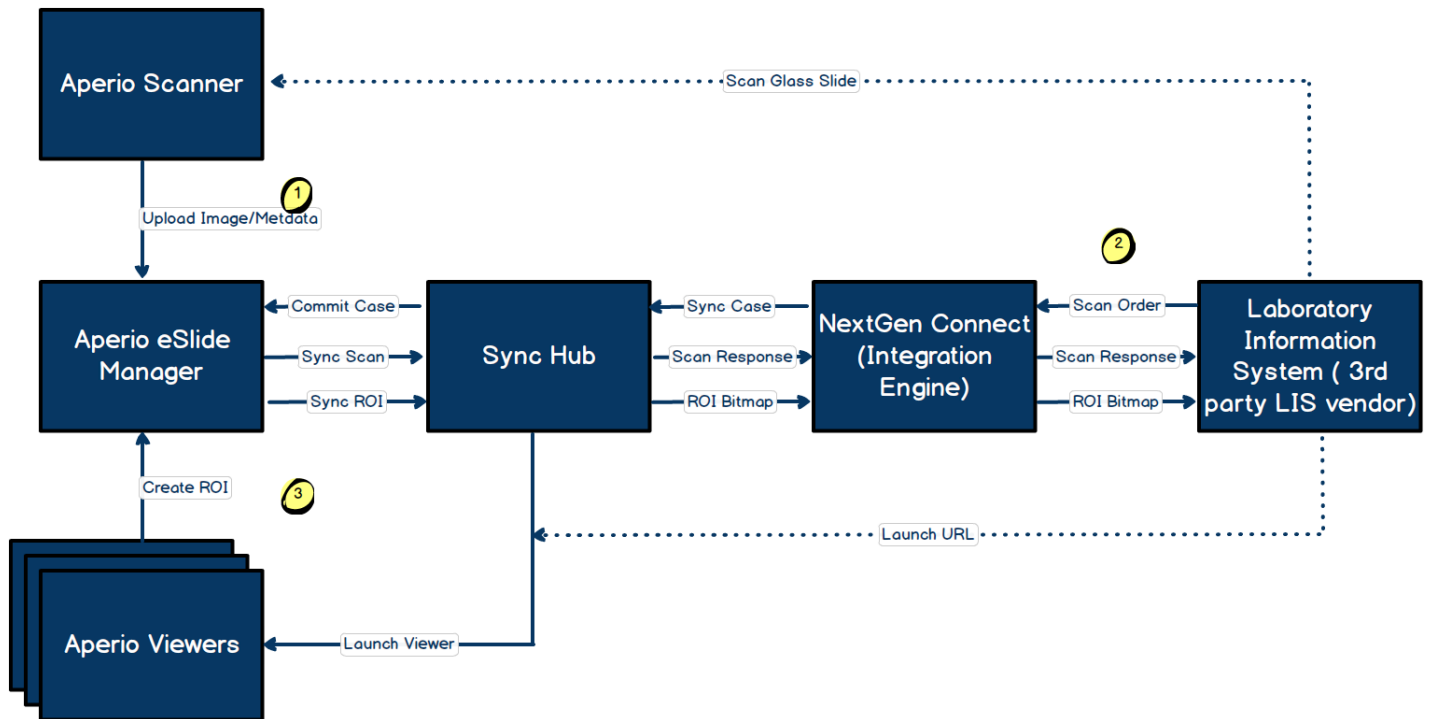 Aperio Scanner
Scan Glass Slide
1
Upload Image/Metdata
2
Aperio eSlide
Manager
Commit Case
Sync Scan
Sync ROI
Sync Hub
Sync Case
Scan Response
ROI Bitmap
NextGen Connect
(Integration
Engine)
Scan Order
Scan Response
ROI Bitmap
Laboratory
Information
System ( 3rd
party LIS vendor)
Create ROI
3
Launch URL
Aperio Viewers
Launch Viewer